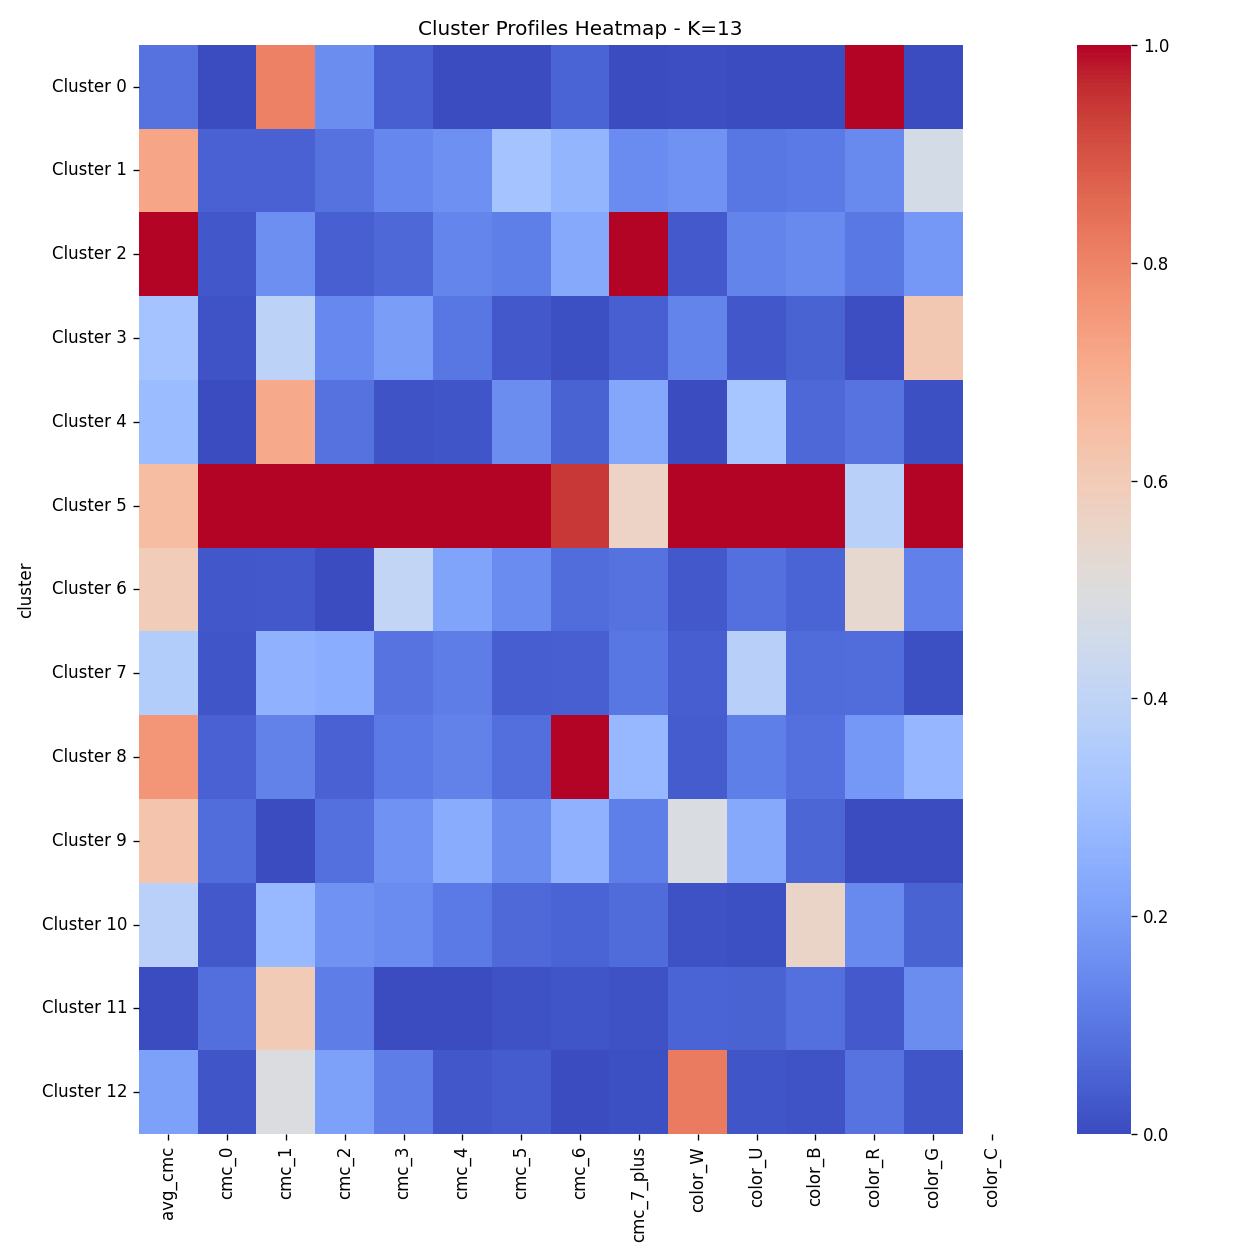 Cluster Profiles Heatmap - K=13
cluster
Cluster 0
Cluster 1
Cluster 2
Cluster 3
Cluster 4
Cluster 5
Cluster 6
Cluster 7
Cluster 8
Cluster 9
Cluster 10
Cluster 11
Cluster 12
avg_cmc
cmc_0
cmc_1
cmc_2
cmc_3
cmc_4
cmc_5
cmc_6
cmc_7_plus
color_W
color_U
color_B
color_R
color_G
color_C
1.0
0.8
0.6
0.4
0.2
0.0